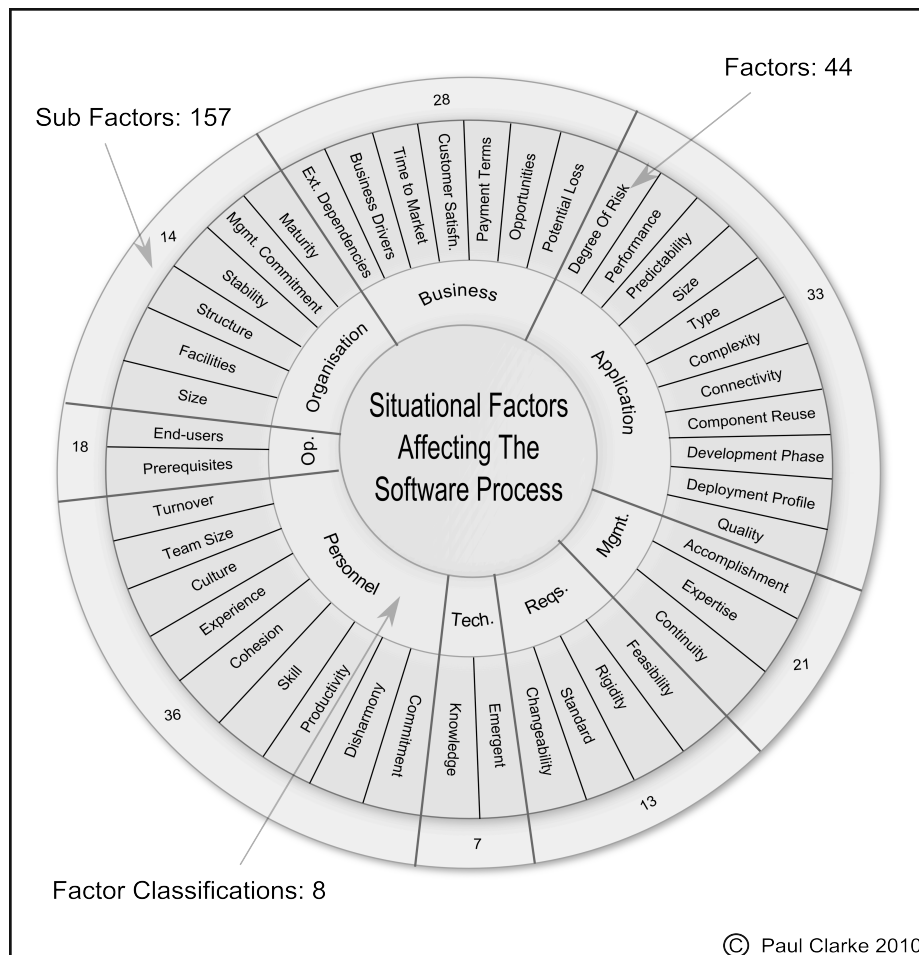 Factors: 44
Sub Factors: 157
28
33
21
13
7
36
18
14
Ext. Dependencies
Business Drivers
Time to Market
Customer Satisfn.
Payment Terms
Opportunities
Potential Loss
Degree Of Risk
Performance
Predictability
Size
Type
Complexity
Connectivity
Component Reuse
Development Phase
Deployment Profile
Quality
Accomplishment
Expertise
Continuity
Feasibility
Rigidity
Standard
Changeability
Emergent
Knowledge
Commitment
Disharmony
Productivity
Skill
Cohesion
Experience
Culture
Team Size
Turnover
Prerequisites
End-users
Size
Facilities
Structure
Stability
Mgmt. Commitment
Maturity
Business
Application
Mgmt.
Reqs.
Tech.
Personnel
Op.
Organisation
Situational Factors
Affecting The
Software Process
Factor Classifications: 8
© Paul Clarke 2010